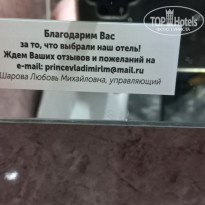 TopHotels
Благодарим Вас
за то, что выбрали наш отель!
Ждем Ваших отзывов и пожеланий на
e-mail: princevladimirlm@mail.ru
Шарова Любовь Михайловна, управляющий